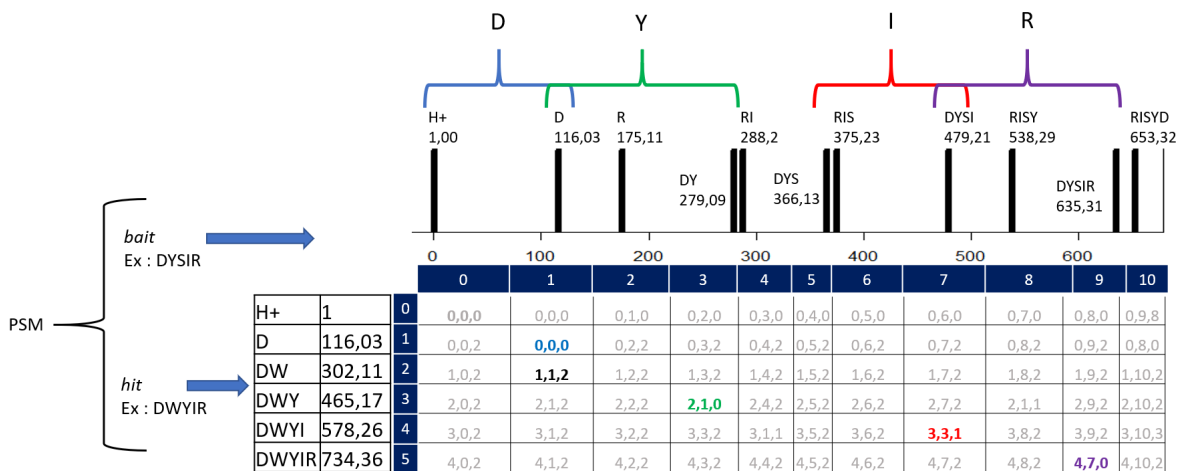 D Y I R
H+ D R RI RIS DYSI RISY RISYD
1,00 116,03 175,11 288,2 375,23 479,21 538,29 653,32
DY DYS DYSIR
279,09 366,13 635,31
bait
Ex : DYSIR
0 100 200 300 400 500 600
0 1 2 3 4 5 6 7 8 9 10
PSM
H+ 1 0 0,0,0 0,0,0 0,1,0 0,2,0 0,3,0 0,4,0 0,5,0 0,6,0 0,7,0 0,8,0 0,9,8
D 116,03 1 0,0,2 0,0,0 0,2,2 0,3,2 0,4,2 0,5,2 0,6,2 0,7,2 0,8,2 0,9,2 0,8,0
DW 302,11 2 1,0,2 1,1,2 1,2,2 1,3,2 1,4,2 1,5,2 1,6,2 1,7,2 1,8,2 1,9,2 1,10,2
hit
Ex : DWYIR
DWY 465,17 3 2,0,2 2,1,2 2,2,2 2,1,0 2,4,2 2,5,2 2,6,2 2,7,2 2,1,1 2,9,2 2,10,2
DWYI 578,26 4 3,0,2 3,1,2 3,2,2 3,3,2 3,1,1 3,5,2 3,6,2 3,3,1 3,8,2 3,9,2 3,10,3
DWYIR 734,36 5 4,0,2 4,1,2 4,2,2 4,3,2 4,4,2 4,5,2 4,6,2 4,7,2 4,8,2 4,7,0 4,10,2